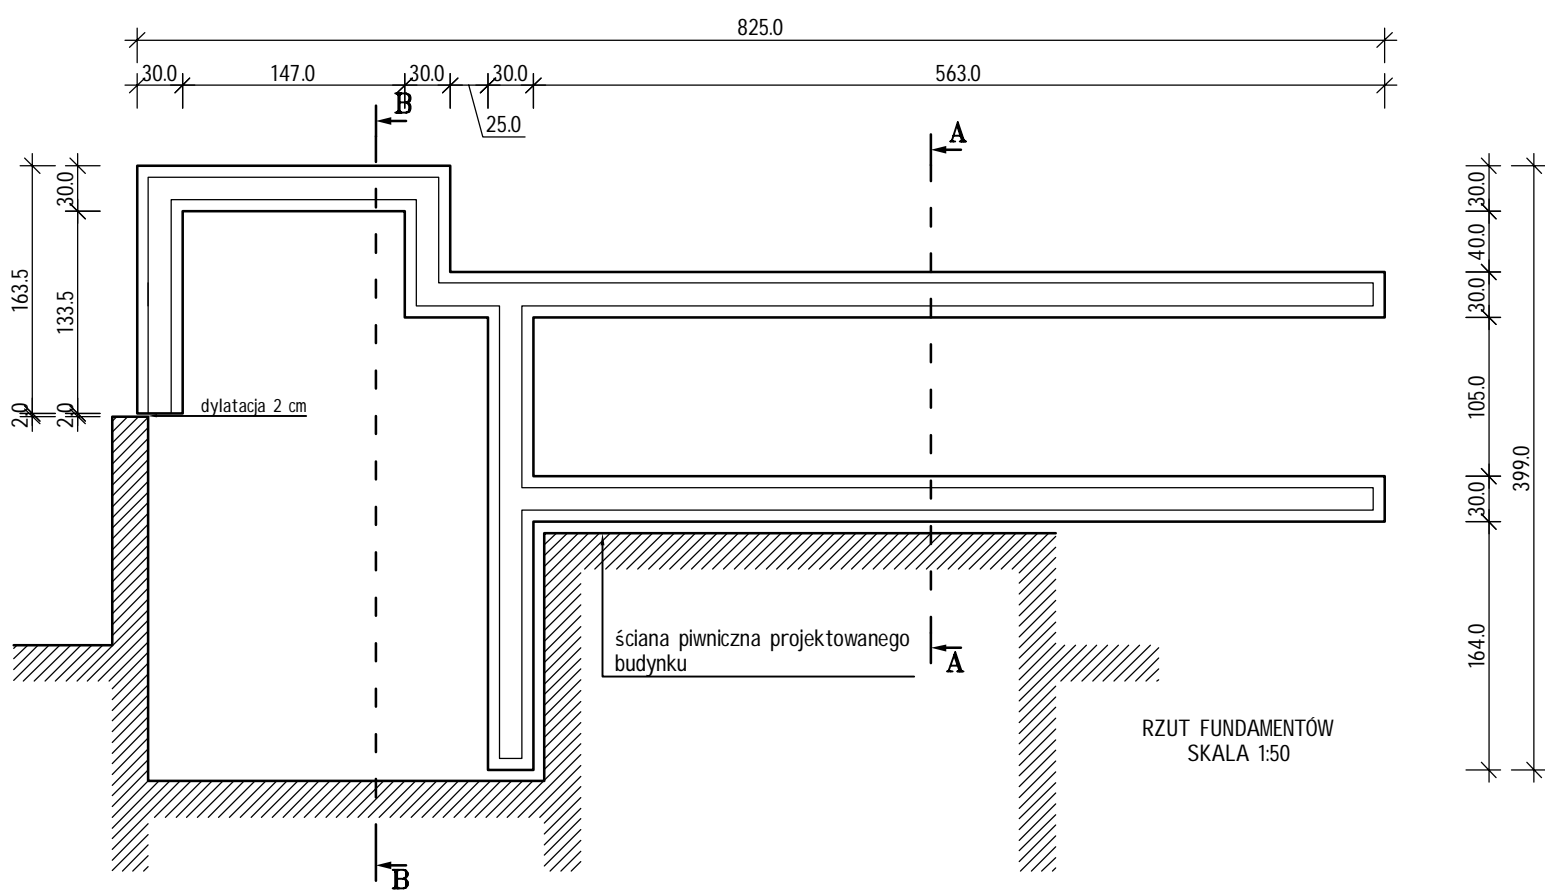 825.0
30.0 147.0 30.0 30.0 563.0
25.0
B
A
30.0
133.5
163.5
2.0 2.0
30.0
40.0
30.0
105.0
30.0
164.0
399.0
dylatacja 2 cm
ściana piwniczna projektowanego
budynku
A
RZUT FUNDAMENTÓW
SKALA 1:50
B